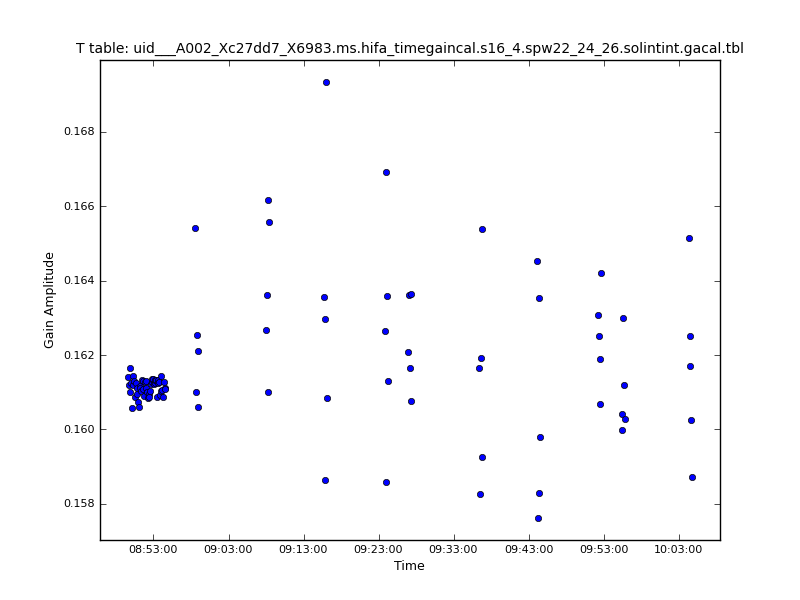 T table: uid___A002_Xc27dd7_X6983.ms.hifa_timegaincal.s16_4.spw22_24_26.solintint.gacal.tbl
0.168
0.166
0.164
0.162
0.160
0.158
Gain Amplitude
08:53:00 09:03:00 09:13:00 09:23:00 09:33:00 09:43:00 09:53:00 10:03:00
Time